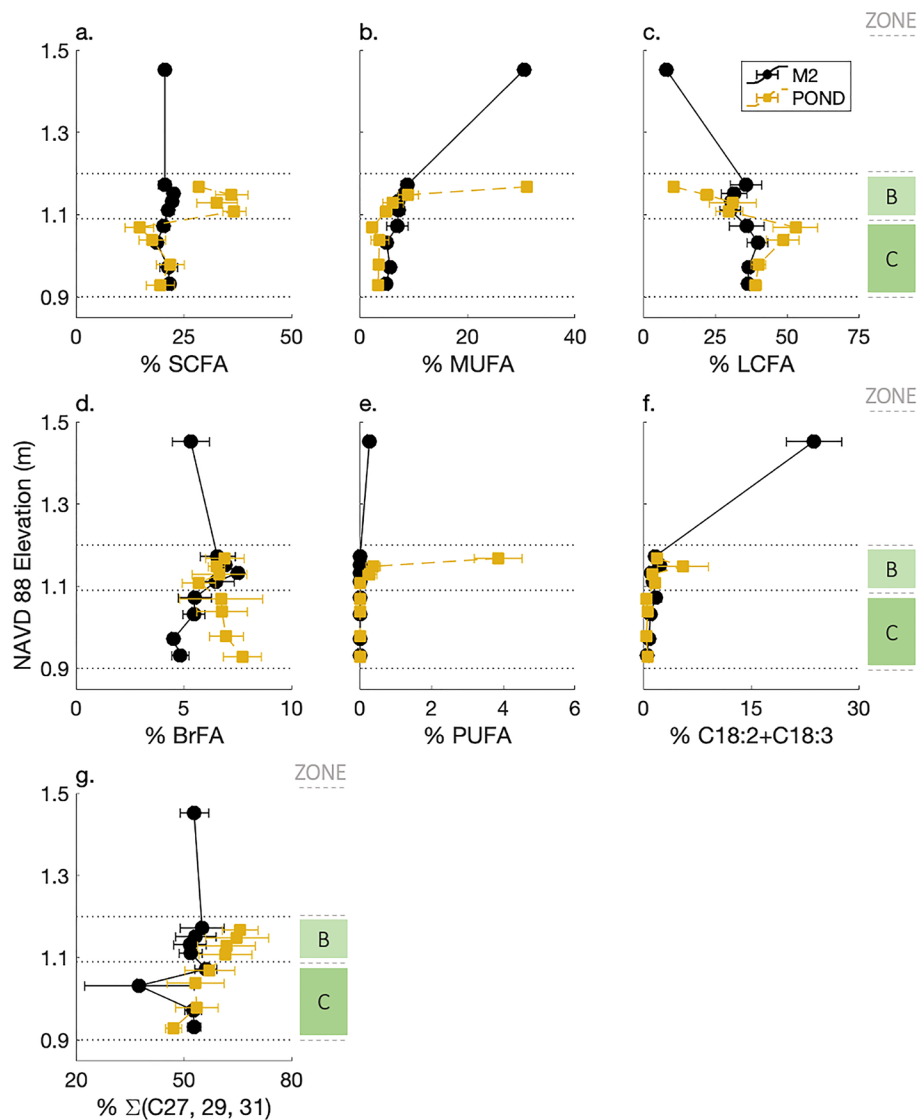 a.
b.
c.
ZONE
1.5
1.3
1.1
0.9
M2
POND
B
C
0
25
50
0
20
40
0
25
50
75
% SCFA
% MUFA
% LCFA
d.
e.
f.
ZONE
NAVD 88 Elevation (m)
1.5
1.3
1.1
0.9
B
C
0
5
10
0
2
4
6
0
15
30
% BrFA
% PUFA
% C18:2+C18:3
g.
ZONE
1.5
1.3
1.1
0.9
B
C
20
50
80
% Σ(C27, 29, 31)